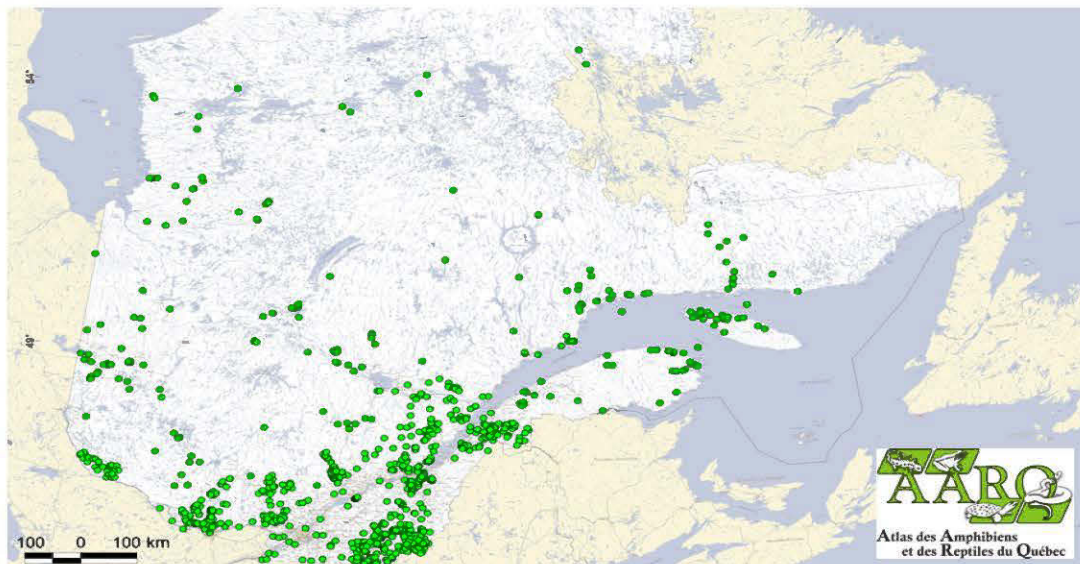 54°
49°
100 0 100 km
AARQ
Atlas des Amphibiens
et des Reptiles du Québec